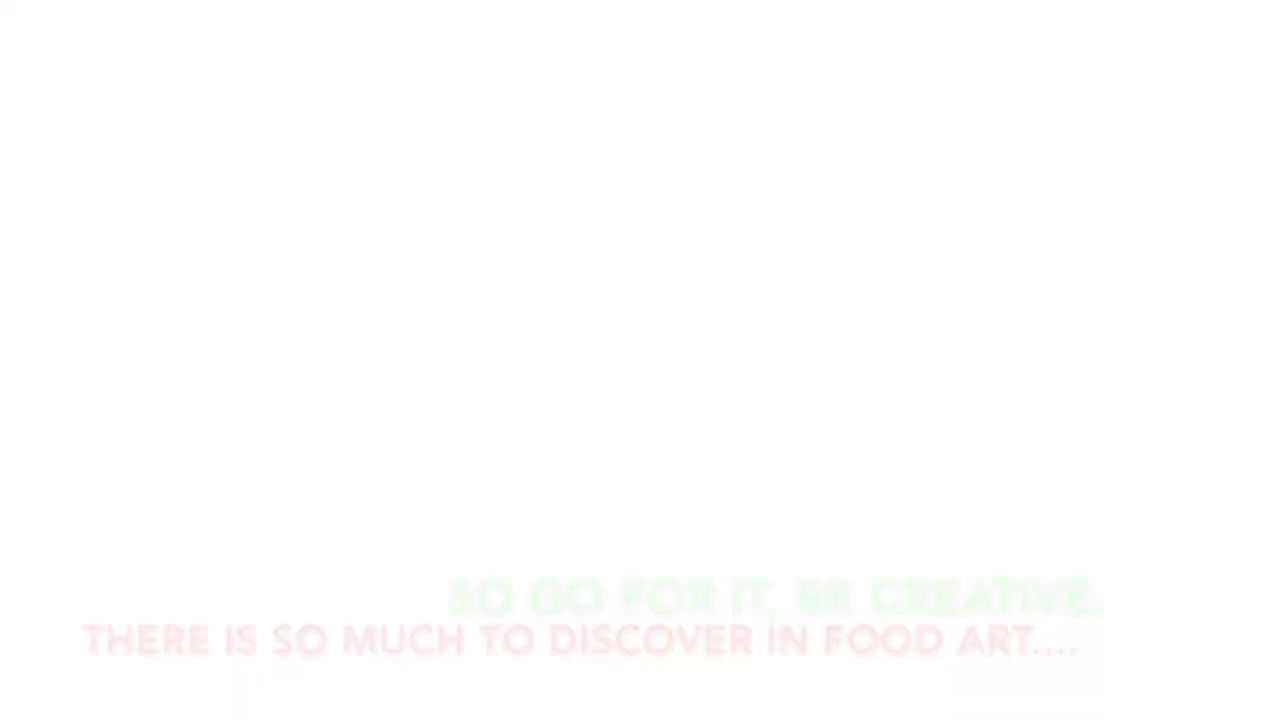 SO GO FOR IT, BE CREATIVE.
THERE IS SO MUCH TO DISCOVER IN FOOD ART....